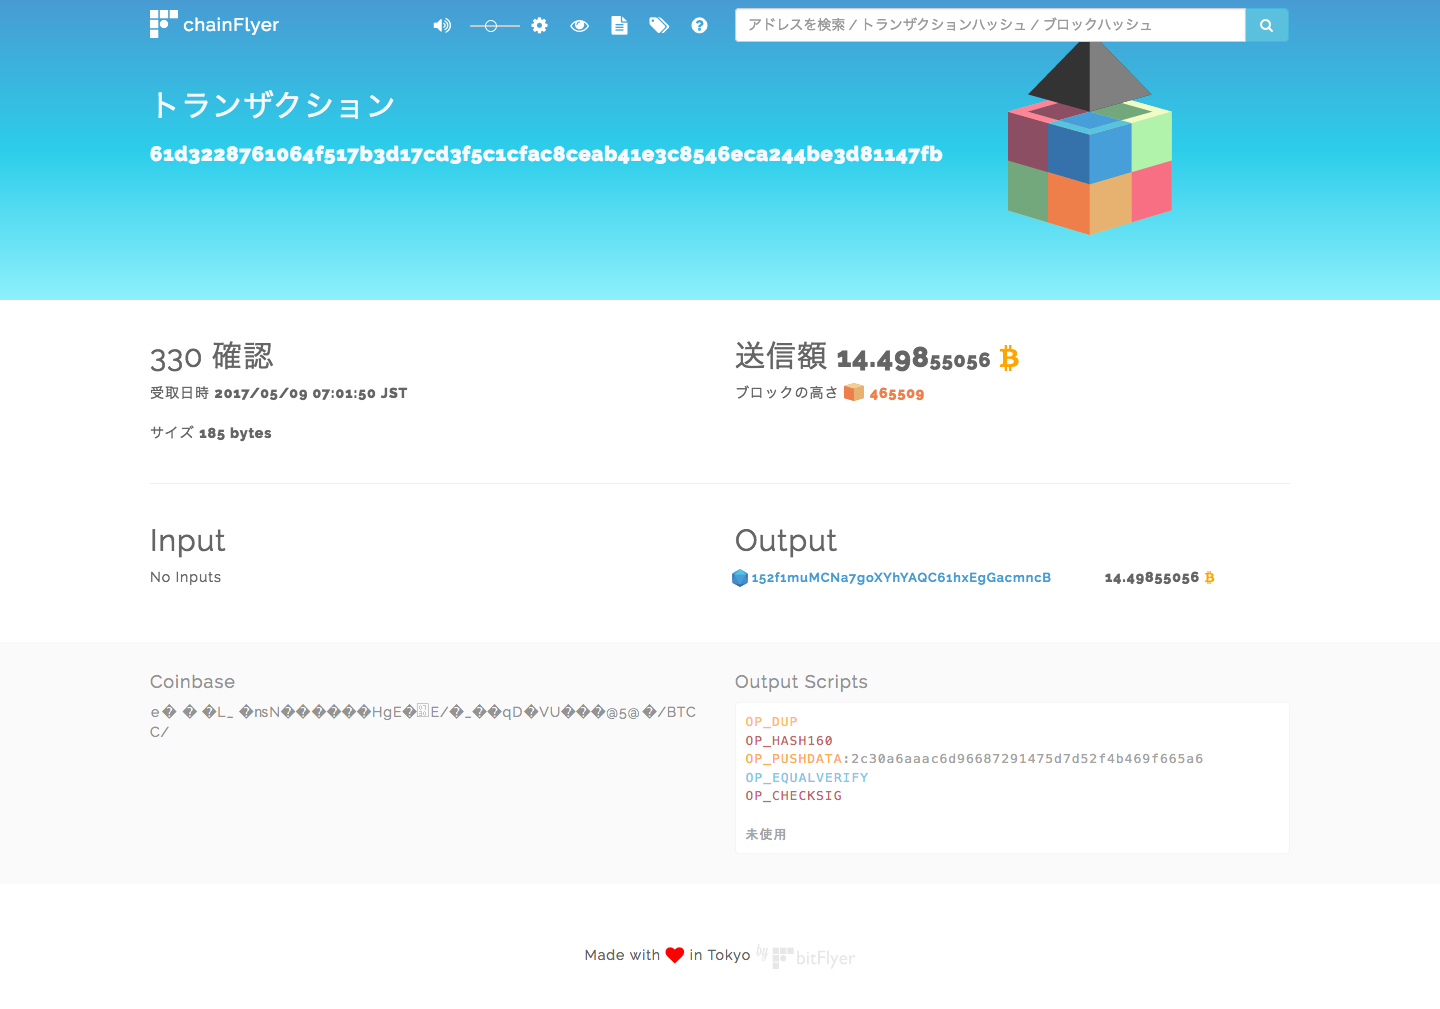 chainFlyer
アドレスを検索 / トランザクションハッシュ / ブロックハッシュ
トランザクション
61d3228761064f517b3d17cd3f5c1cfac8ceab41e3c8546eca244be3d81147fb
330 確認
受取日時 2017/05/09 07:01:50 JST
サイズ 185 bytes
送信額 14.49855056
ブロックの高さ 465509
Input
No Inputs
Output
152f1muMCNa7goXYhYAQC61hxEgGacmncB 14.49855056
Coinbase
e� � �L_ �nsN������HgE�E/�_��qD�VU���@5@�/BTC
C/
Output Scripts
OP_DUP
OP_HASH160
OP_PUSHDATA:2c30a6aaac6d96687291475d7d52f4b469f665a6
OP_EQUALVERIFY
OP_CHECKSIG
未使用
Made with in Tokyo by bitFlyer